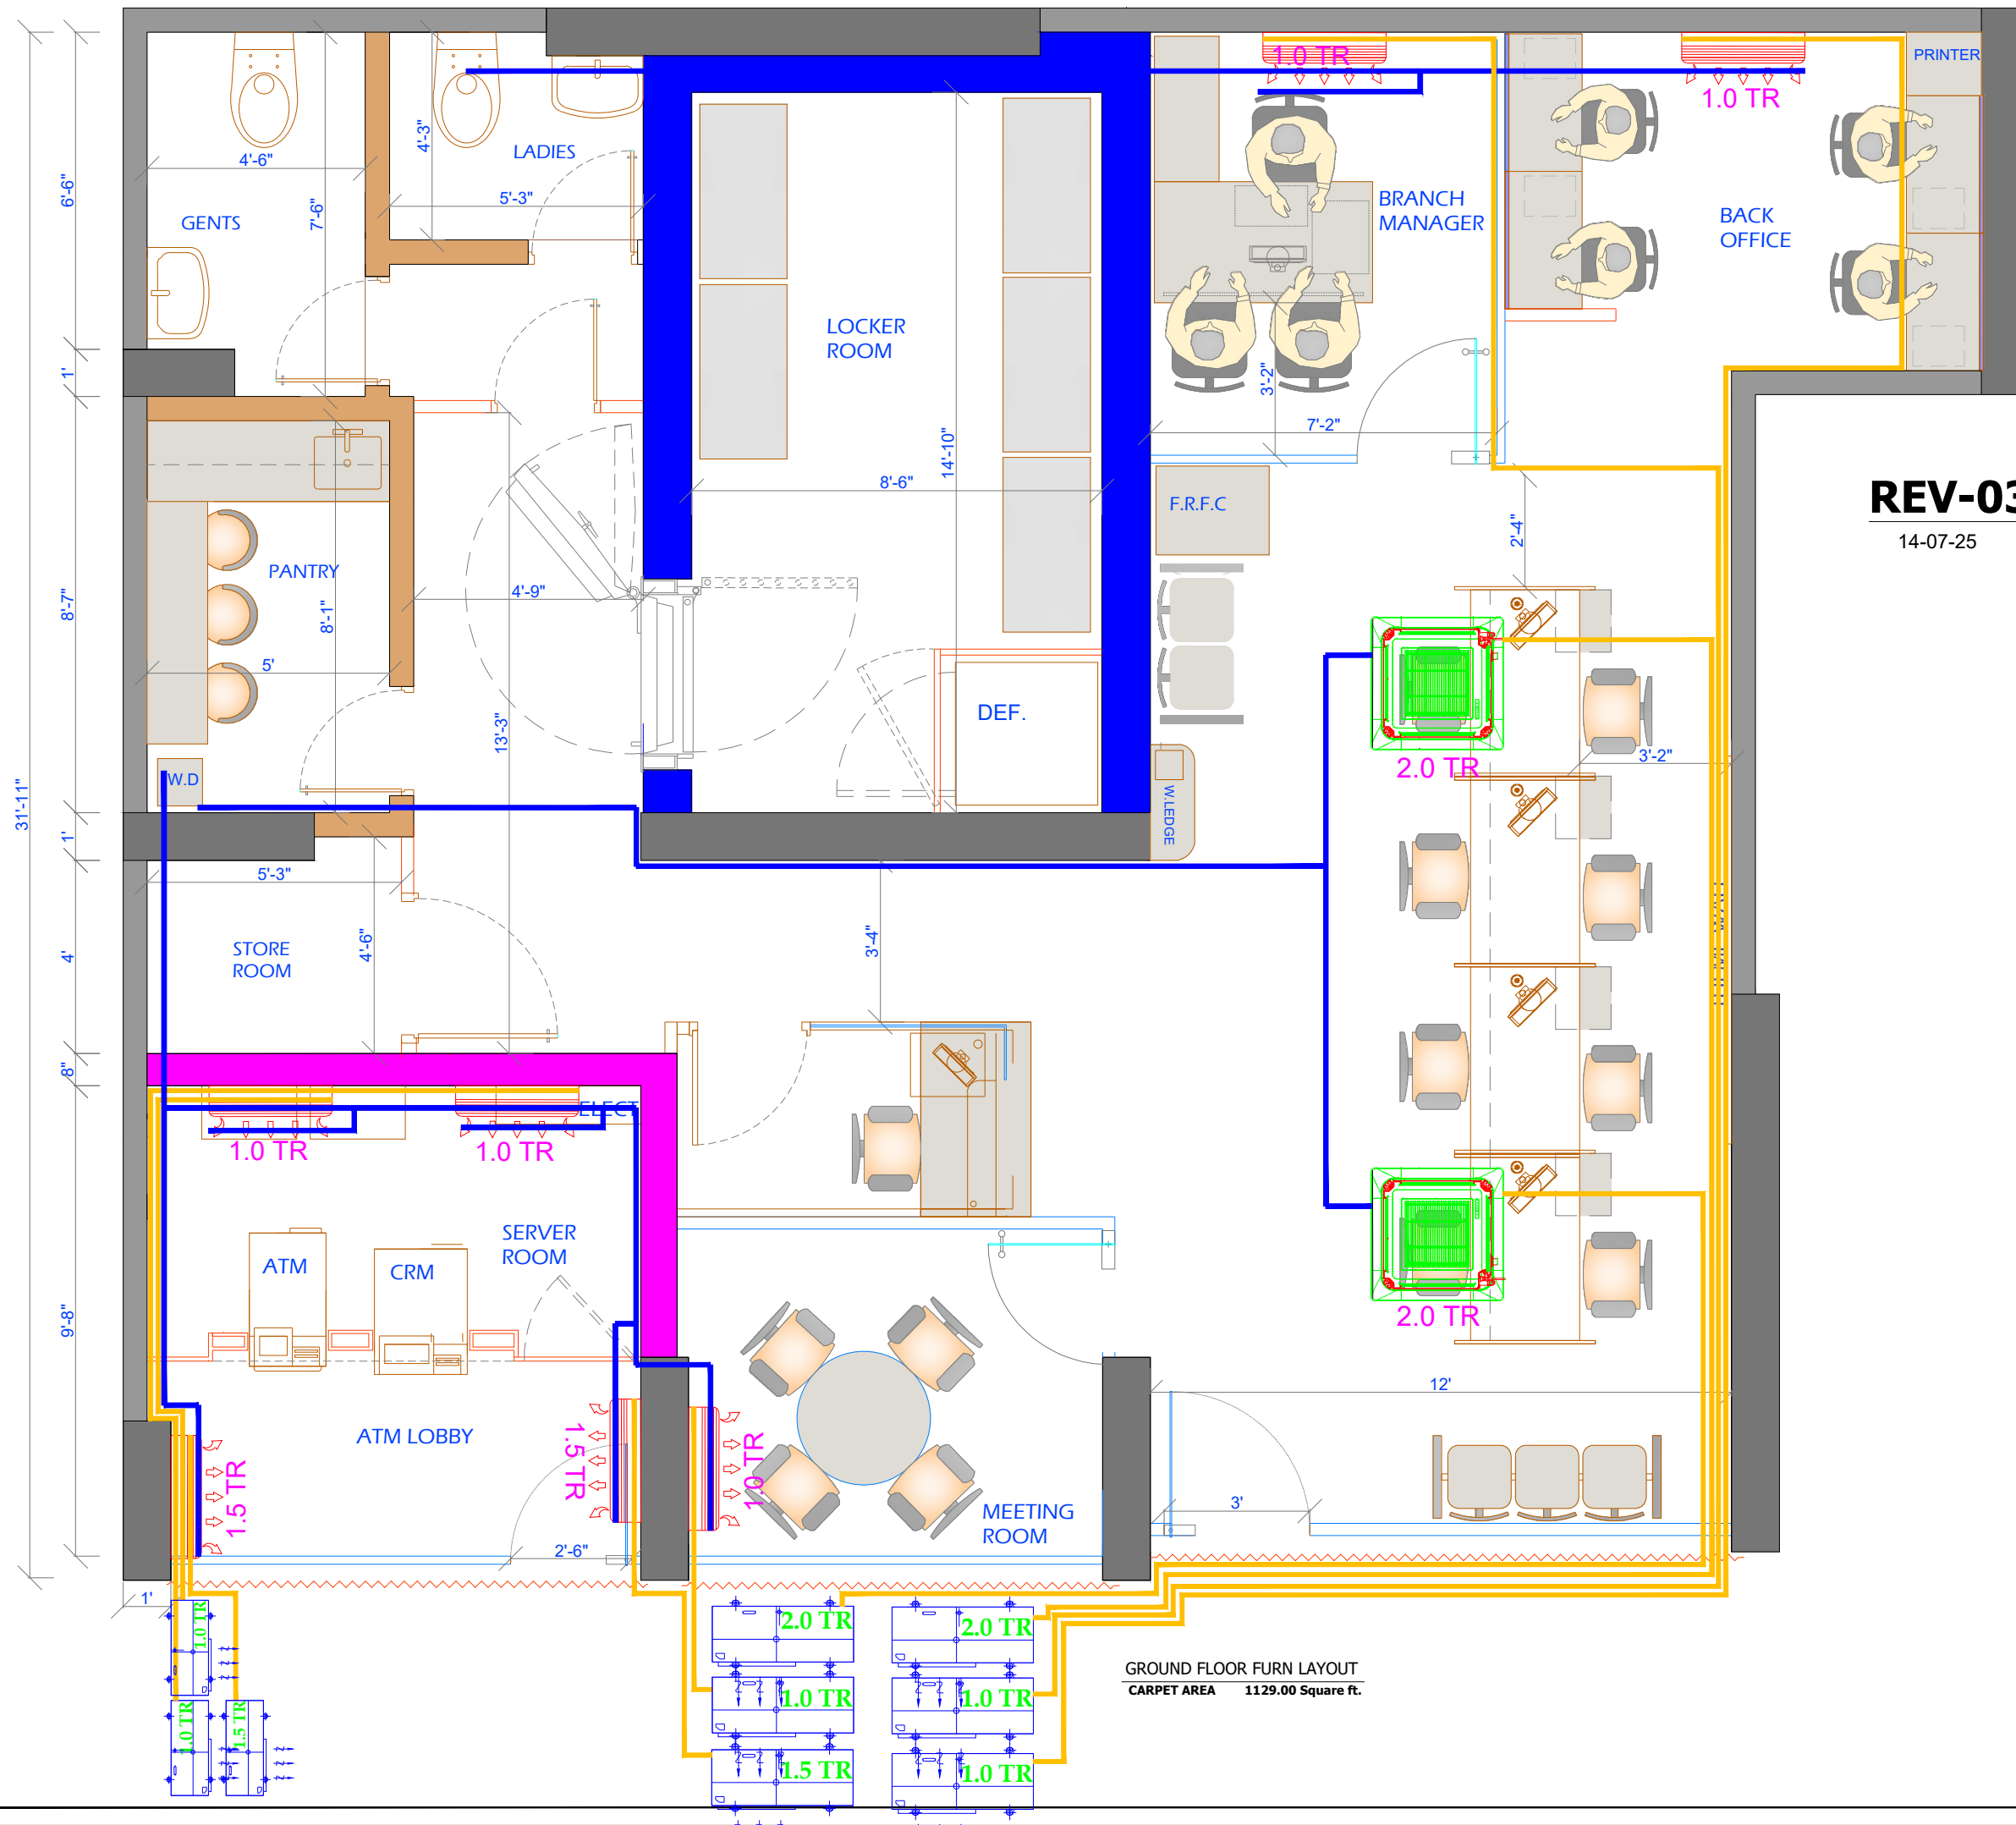 1.0 TR
1.0 TR
PRINTER
6'-6"
4'-6"
7'-6"
4'-3"
LADIES
5'-3"
GENTS
BRANCH
MANAGER
BACK
OFFICE
LOCKER
ROOM
1'
3'-2"
7'-2"
14'-10"
8'-6"
F.R.F.C
REV-03
14-07-25
2'-4"
PANTRY
8'-7"
8'-1"
4'-9"
5'
13'-3"
DEF.
2.0 TR
3'-2"
W.D
W.LEDGE
31'-11"
1'
5'-3"
STORE
ROOM
4'-6"
3'-4"
4'
8"
ELECT
1.0 TR
1.0 TR
SERVER
ROOM
ATM
CRM
2.0 TR
9'-8"
12'
ATM LOBBY
1.5 TR
1.5 TR
1.0 TR
MEETING
ROOM
3'
2'-6"
1'
1.0 TR
1.0 TR
1.5 TR
2.0 TR
2.0 TR
1.0 TR
1.0 TR
1.5 TR
1.0 TR
GROUND FLOOR FURN LAYOUT
CARPET AREA 1129.00 Square ft.